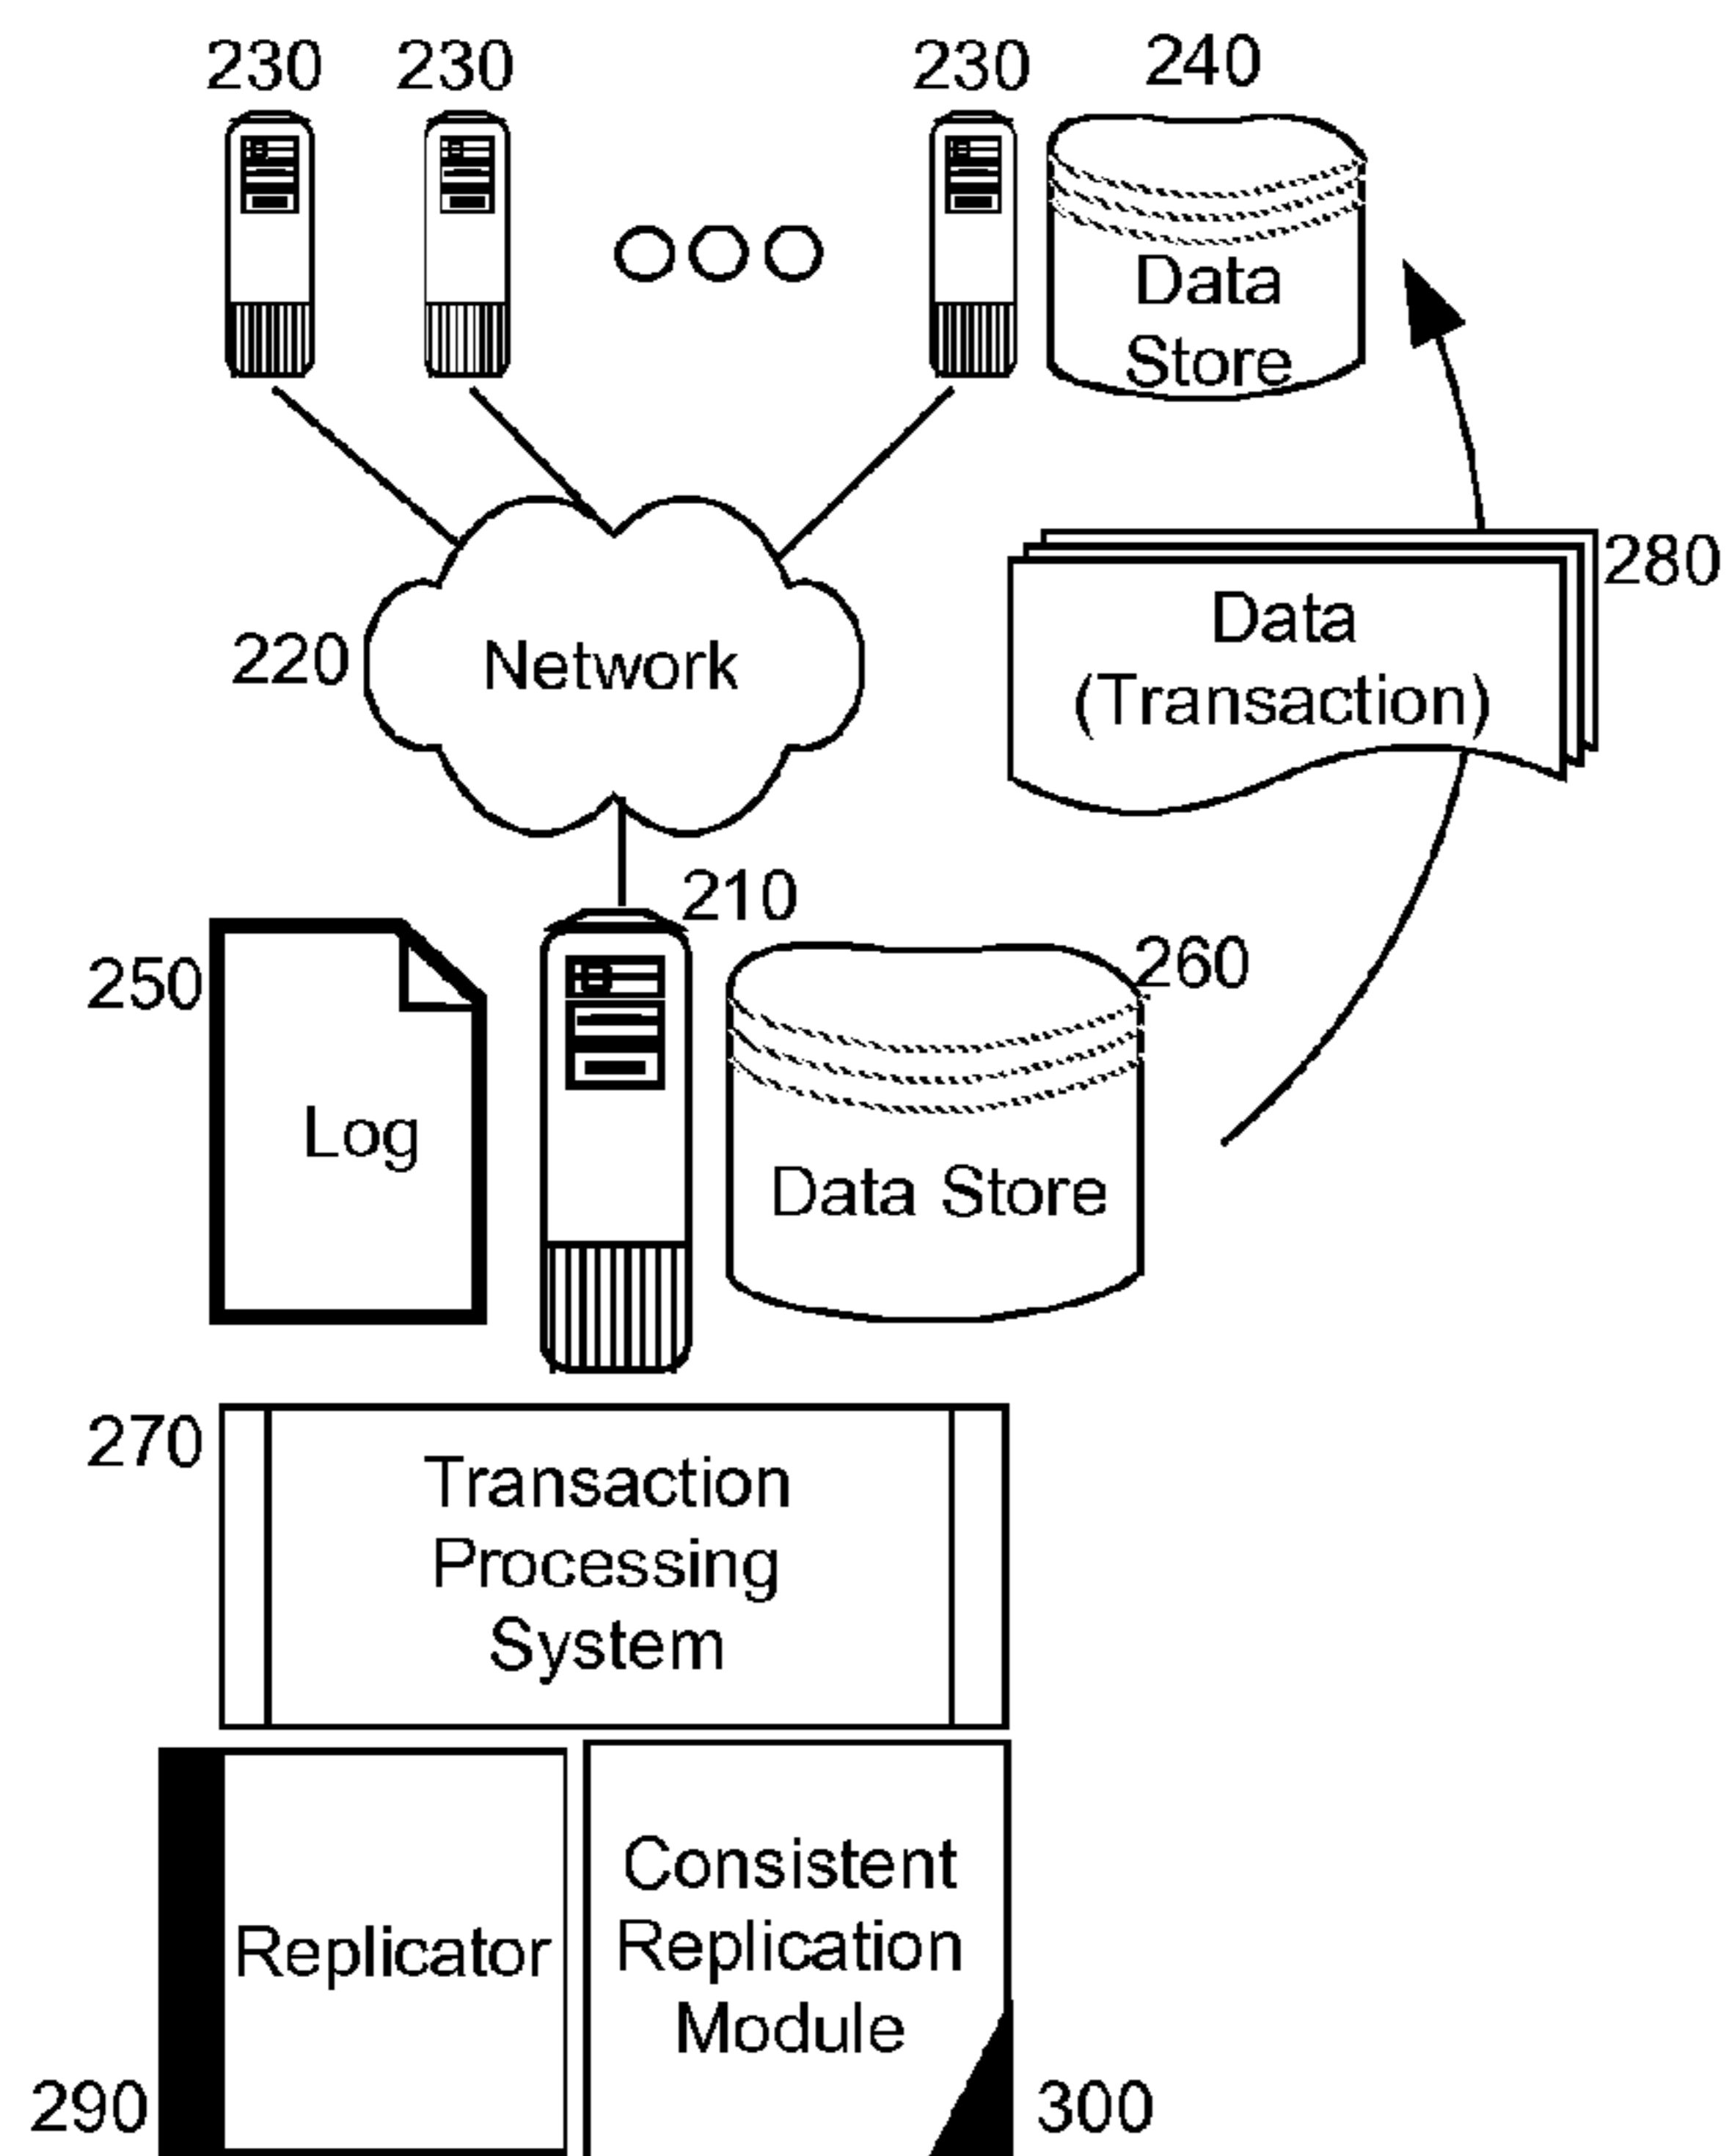 230 230 230 240
Data
Store
280
Data
(Transaction)
220
Network
210
260
250
Log
Data Store
270
Transaction
Processing
System
Consistent
Replication
Module
Replicator
290
300